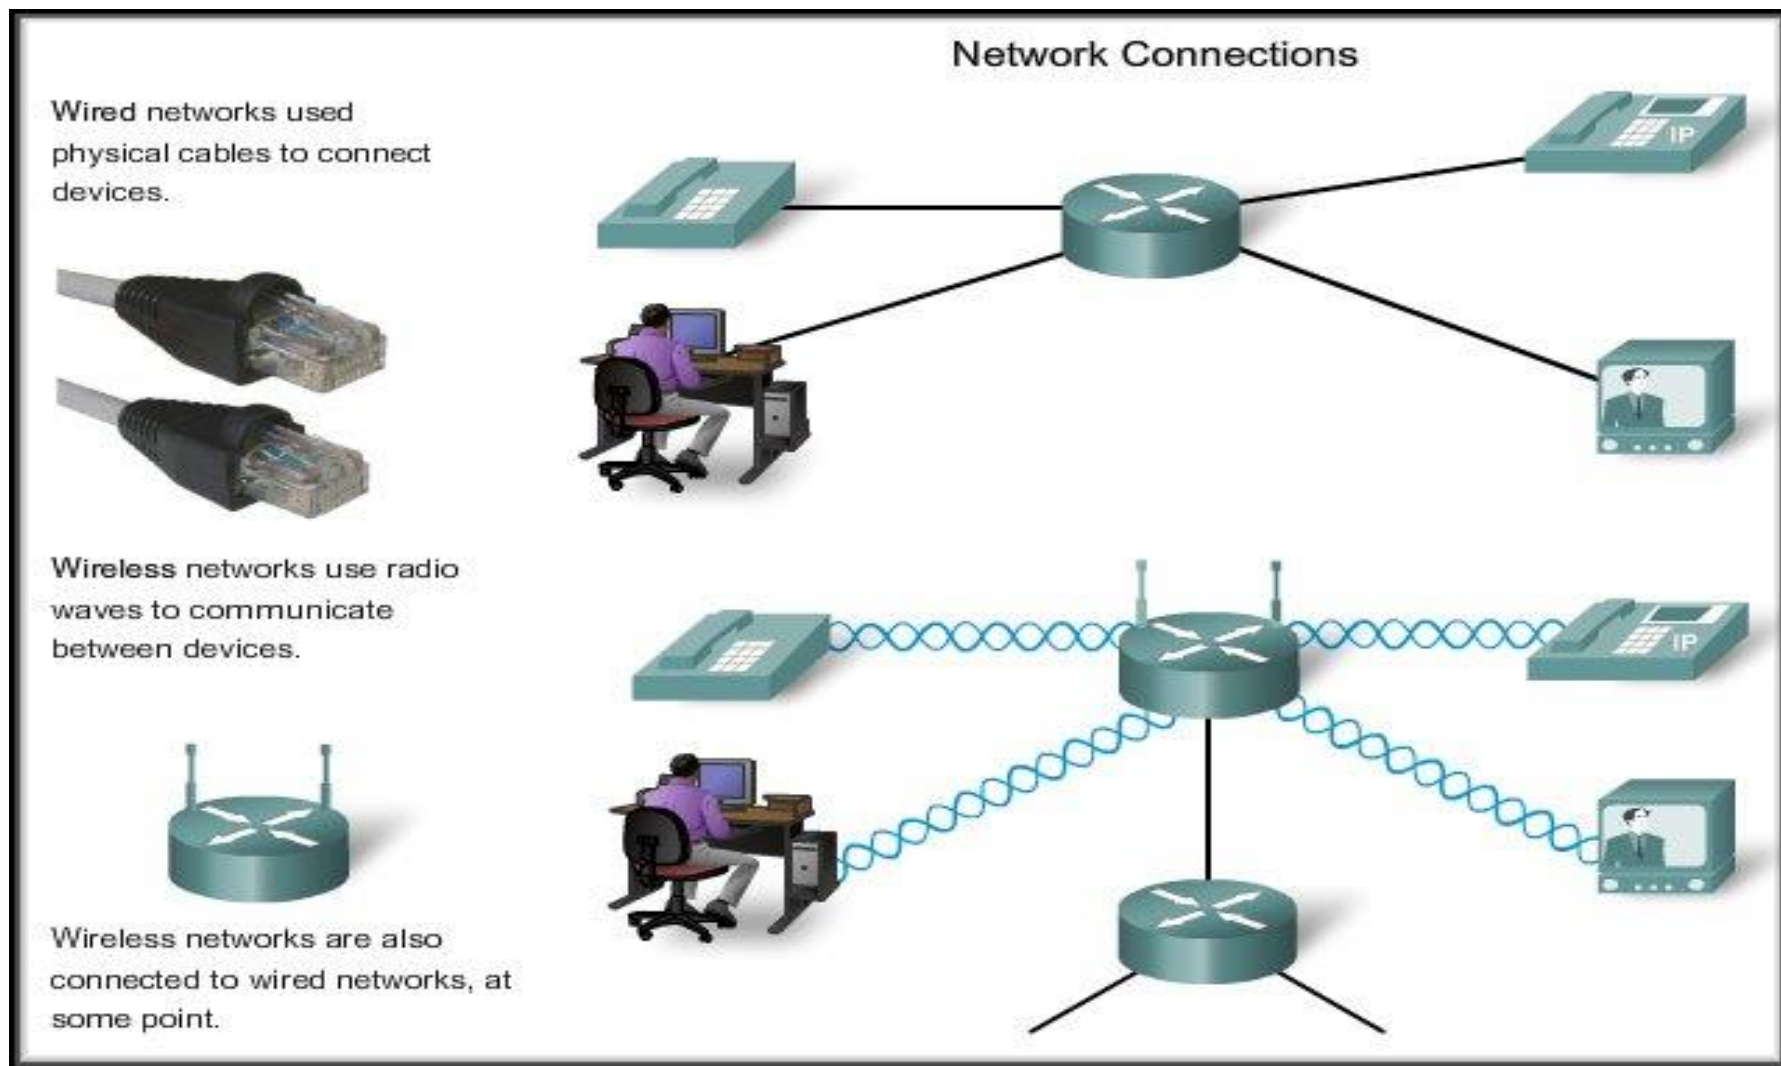 Network Connections
Wired networks used
physical cables to connect
devices.
IP
Wireless networks use radio
waves to communicate
between devices.
IP
Wireless networks are also
connected to wired networks, at
some point.